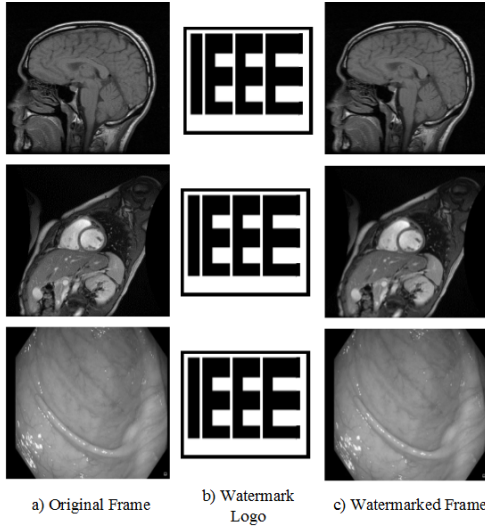 IEEE
IEEE
IEEE
a) Original Frame
b) Watermark
Logo
c) Watermarked Frame